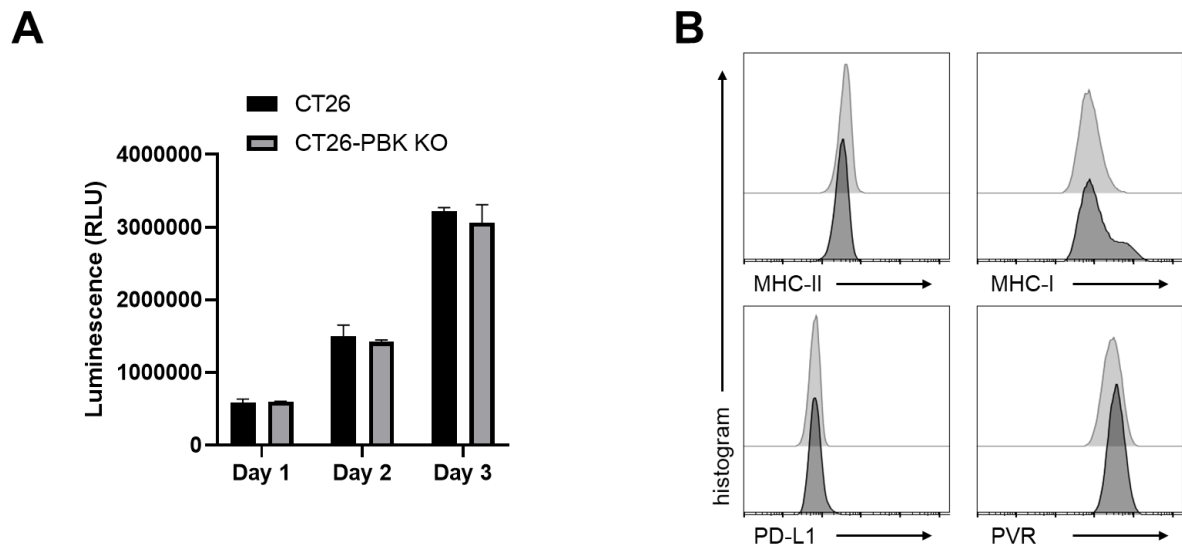 A
CT26
CT26-PBK KO
Luminescence (RLU)
4000000
3000000
2000000
1000000
0
Day 1 Day 2 Day 3
B
histogram
MHC-II MHC-I
PD-L1 PVR